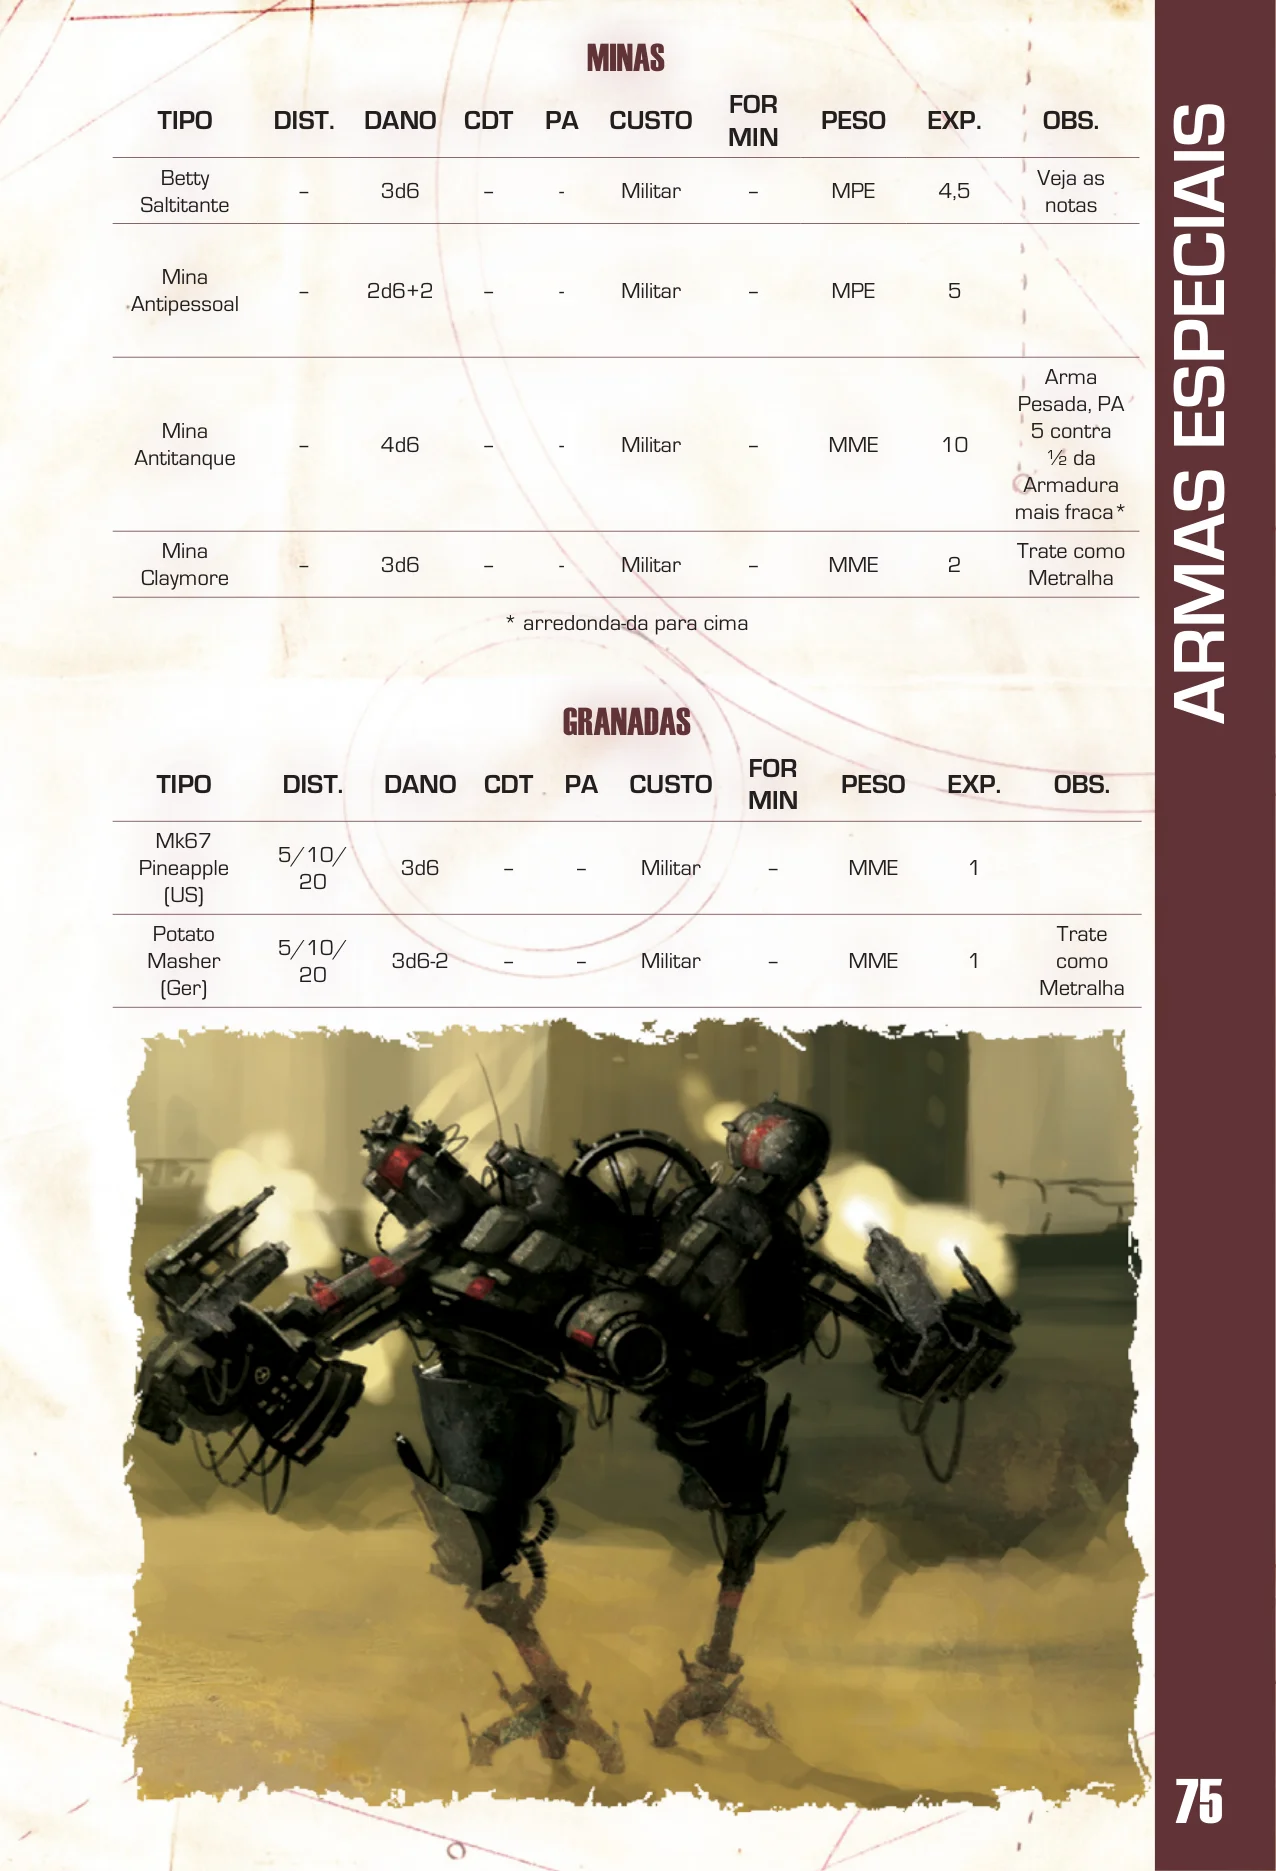 MINAS
TIPO DIST. DANO CDT PA CUSTO FOR MIN PESO EXP. OBS.
Betty Saltitante – 3d6 – - Militar – MPE 4,5 Veja as notas
Mina Antipessoal – 2d6+2 – - Militar – MPE 5
Mina Antitanque – 4d6 – - Militar – MME 10 Arma Pesada, PA 5 contra ½ da Armadura mais fraca*
Mina Claymore – 3d6 – - Militar – MME 2 Trate como Metralha
* arredonda-da para cima
GRANADAS
TIPO DIST. DANO CDT PA CUSTO FOR MIN PESO EXP. OBS.
Mk67 Pineapple (US) 5/10/20 3d6 – – Militar – MME 1
Potato Masher (Ger) 5/10/20 3d6-2 – – Militar – MME 1 Trate como Metralha
ARMAS ESPECIAIS
75